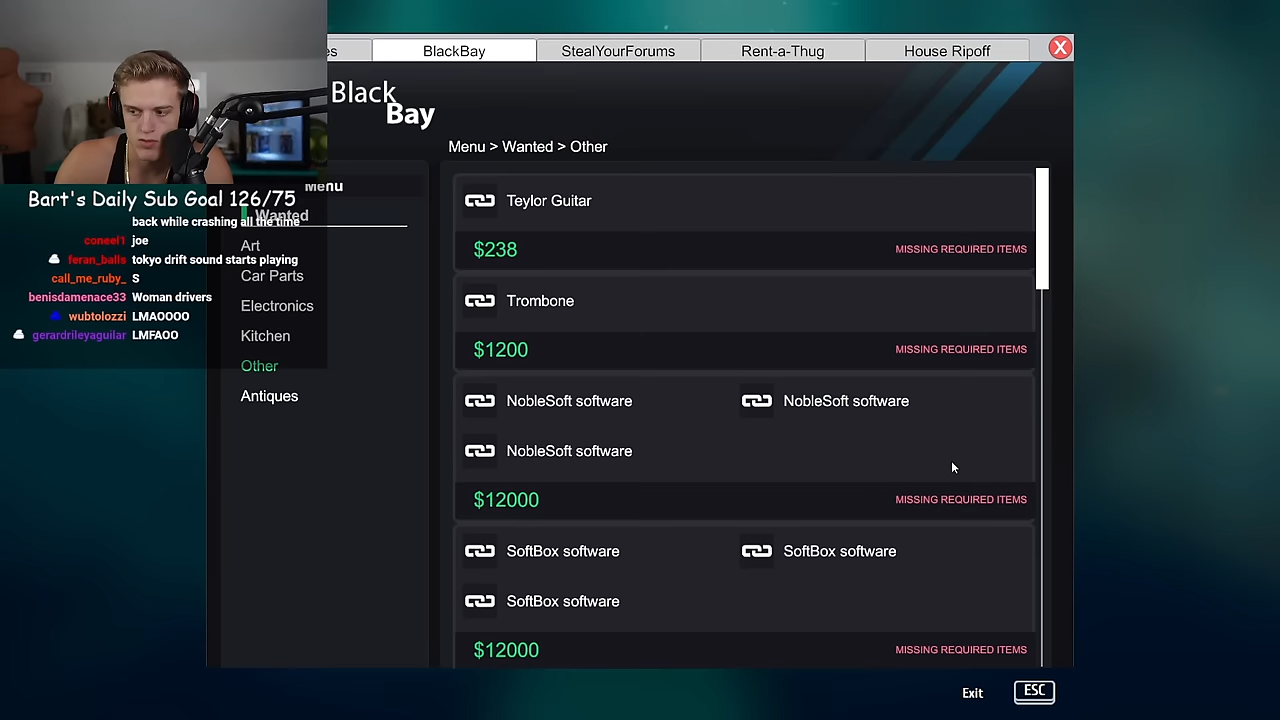 es
BlackBay
StealYourForums
Rent-a-Thug
House Ripoff
X
Black
Bay
Menu > Wanted > Other
Menu
Wanted
Art
Car Parts
Electronics
Kitchen
Other
Antiques
Bart's Daily Sub Goal 126/75
back while crashing all the time
coneel1 joe
feran_balls tokyo drift sound starts playing
call_me_ruby_ S
benisdamenace33 Woman drivers
wubtolozzi LMAOOOO
gerardrileyaguilar LMFAOO
Teylor Guitar
$238 MISSING REQUIRED ITEMS
Trombone
$1200 MISSING REQUIRED ITEMS
NobleSoft software NobleSoft software
NobleSoft software
$12000 MISSING REQUIRED ITEMS
SoftBox software SoftBox software
SoftBox software
$12000 MISSING REQUIRED ITEMS
Exit ESC